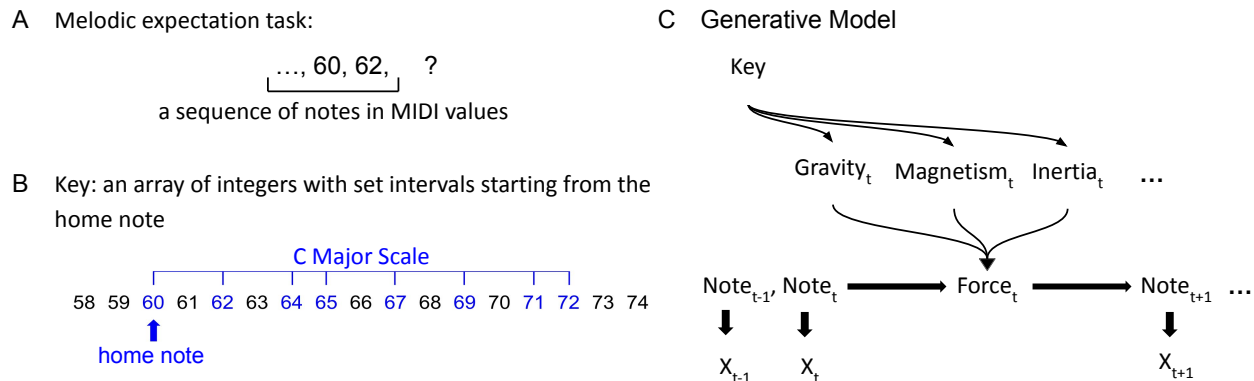 A Melodic expectation task:
…, 60, 62, ?
a sequence of notes in MIDI values
B Key: an array of integers with set intervals starting from the
home note
C Major Scale
58 59 60 61 62 63 64 65 66 67 68 69 70 71 72 73 74
home note
C Generative Model
Key
Gravity_t Magnetism_t Inertia_t …
Note_t-1, Note_t Force_t Note_t+1 …
X_t-1 X_t X_t+1